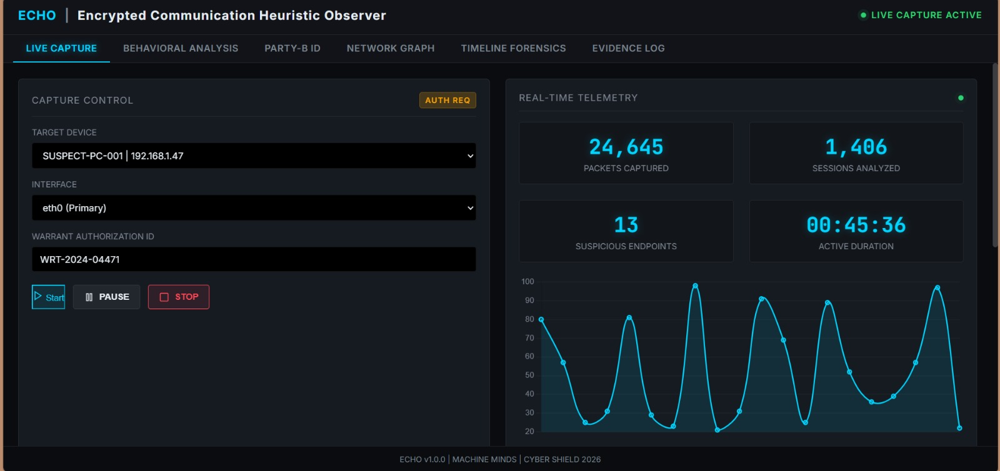 ECHO | Encrypted Communication Heuristic Observer
LIVE CAPTURE ACTIVE
LIVE CAPTURE
BEHAVIORAL ANALYSIS
PARTY-B ID
NETWORK GRAPH
TIMELINE FORENSICS
EVIDENCE LOG
CAPTURE CONTROL
AUTH REQ
TARGET DEVICE
SUSPECT-PC-001 | 192.168.1.47
INTERFACE
eth0 (Primary)
WARRANT AUTHORIZATION ID
WRT-2024-04471
Start
PAUSE
STOP
REAL-TIME TELEMETRY
24,645
PACKETS CAPTURED
1,406
SESSIONS ANALYZED
13
SUSPICIOUS ENDPOINTS
00:45:36
ACTIVE DURATION
100
90
80
70
60
50
40
30
20
ECHO v1.0.0 | MACHINE MINDS | CYBER SHIELD 2026